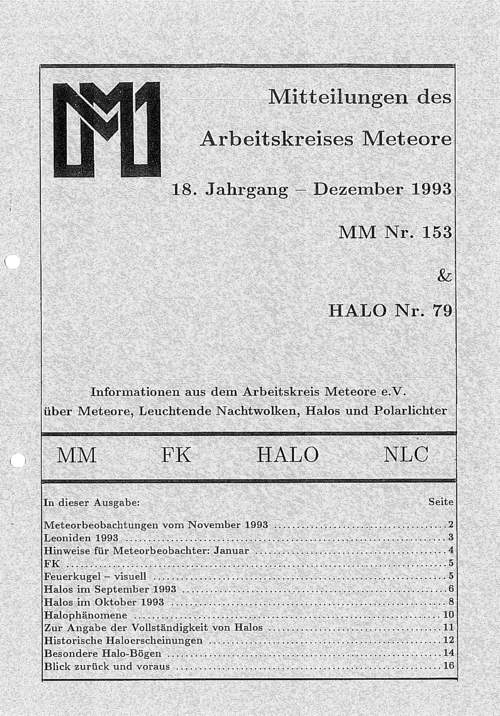 MM
Mitteilungen des
Arbeitskreises Meteore
18. Jahrgang – Dezember 1993
MM Nr. 153
&
HALO Nr. 79
Informationen aus dem Arbeitskreis Meteore e.V.
über Meteore, Leuchtende Nachtwolken, Halos und Polarlichter
MM FK HALO NLC
In dieser Ausgabe: Seite
Meteorbeobachtungen vom November 1993 ........................................ 2
Leoniden 1993 ........................................ 3
Hinweise für Meteorbeobachter: Januar ........................................ 4
FK ........................................ 5
Feuerkugel – visuell ........................................ 5
Halos im September 1993 ........................................ 6
Halos im Oktober 1993 ........................................ 8
Halophänomene ........................................ 10
Zur Angabe der Vollständigkeit von Halos ........................................ 11
Historische Haloerscheinungen ........................................ 12
Besondere Halo-Bögen ........................................ 14
Blick zurück und voraus ........................................ 16